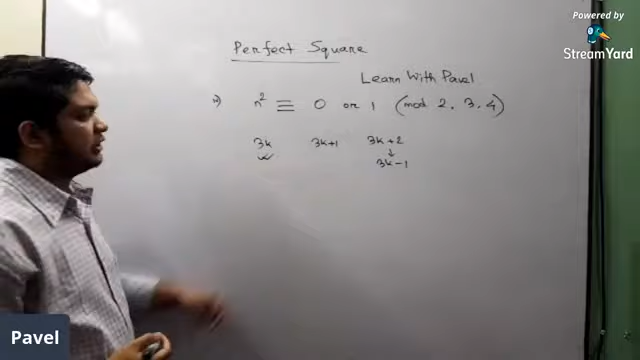 Powered by
StreamYard
Perfect Square
Learn With Pavel
n² ≡ 0 or 1 (mod 2, 3, 4)
3k 3k+1 3k+2
↓
3k-1
Pavel